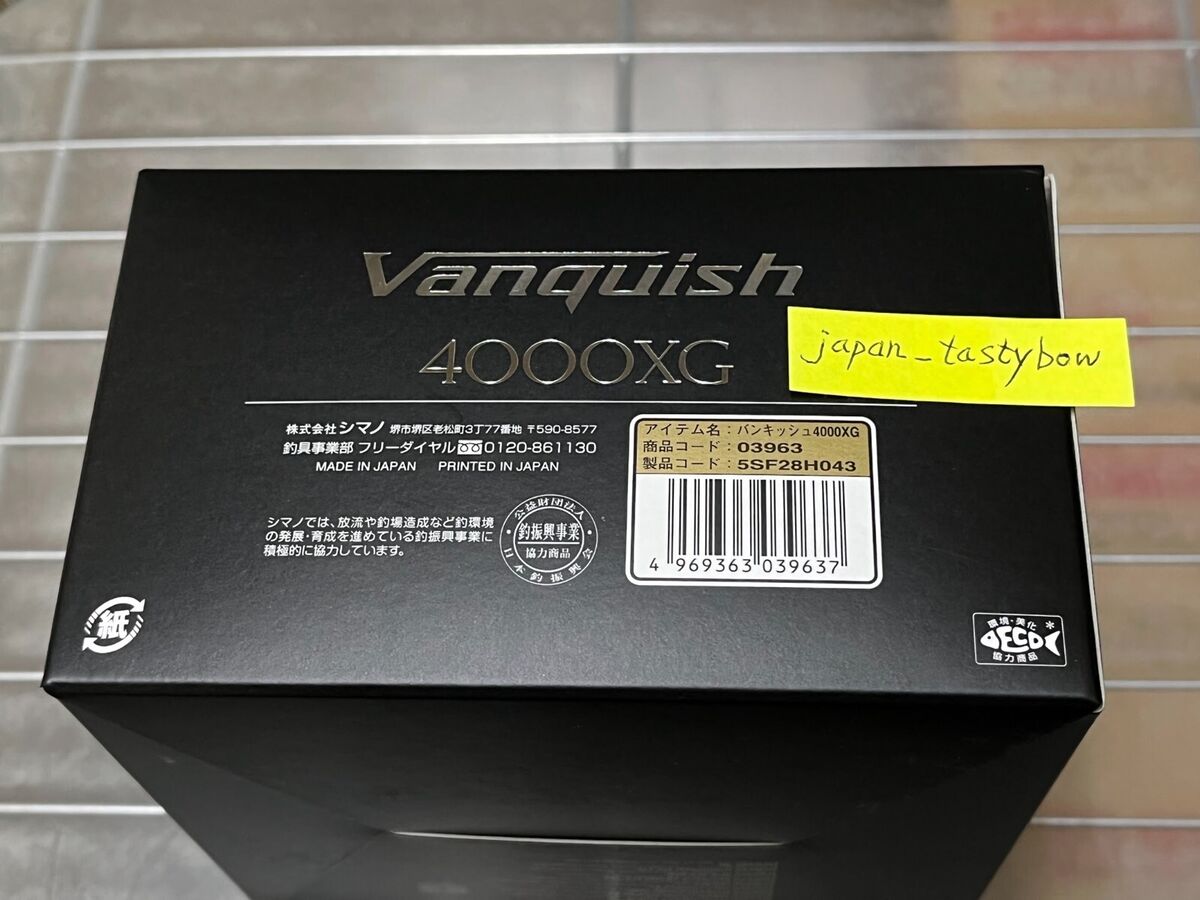 Vanquish
4000XG
japan_tastybow
株式会社シマノ 堺市堺区老松町3丁77番地 〒590-8577
釣具事業部 フリーダイヤル 0120-861130
MADE IN JAPAN PRINTED IN JAPAN
アイテム名：バンキッシュ4000XG
商品コード：03963
製品コード：5SF28H043
4 969363 039637
シマノでは、放流や釣場造成など釣環境
の発展・育成を進めている釣振興事業に
積極的に協力しています。
公益財団法人
釣振興事業
協力商品
日本釣振興会
紙
環境・美化
ECO
協力商品